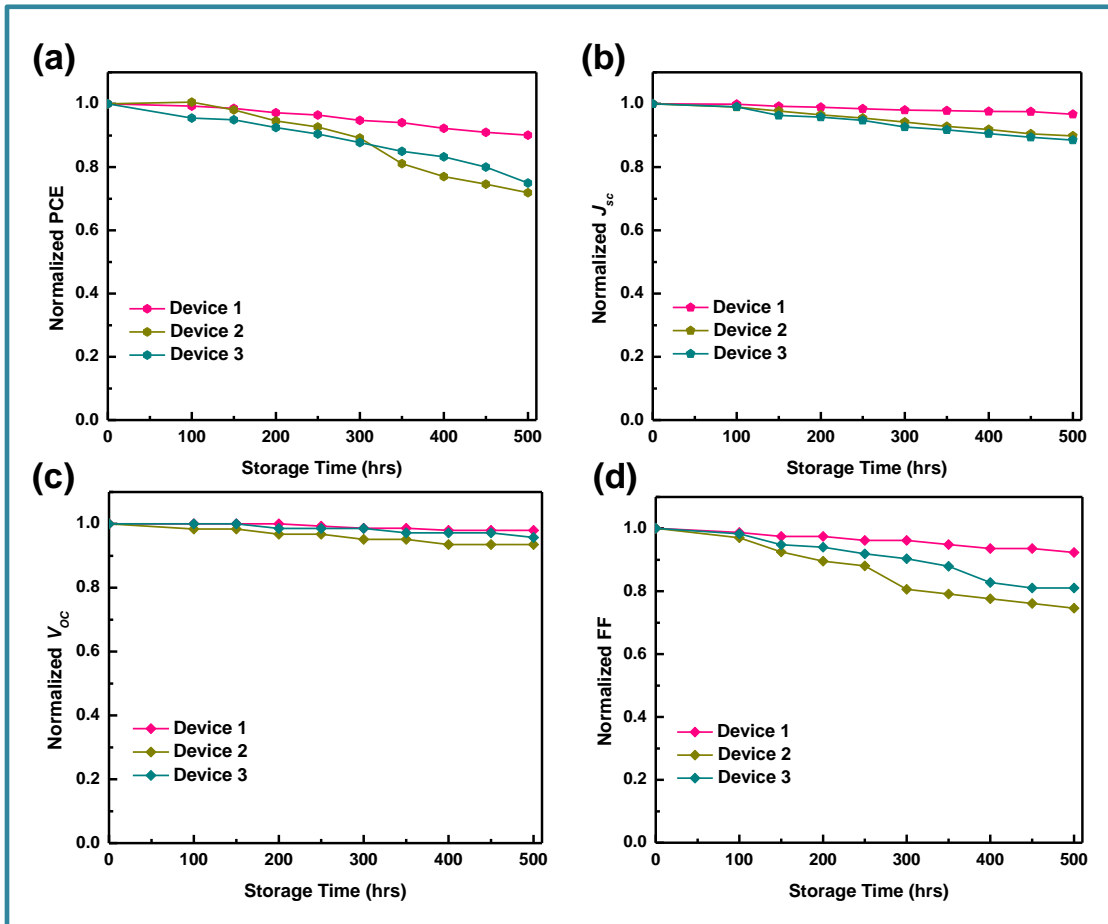 (a)
1.0
0.8
0.6
0.4
0.2
0.0
Normalized PCE
Device 1
Device 2
Device 3
0 100 200 300 400 500
Storage Time (hrs)
(b)
1.0
0.8
0.6
0.4
0.2
0.0
Normalized Jsc
Device 1
Device 2
Device 3
0 100 200 300 400 500
Storage Time (hrs)
(c)
1.0
0.8
0.6
0.4
0.2
0.0
Normalized VOC
Device 1
Device 2
Device 3
0 100 200 300 400 500
Storage Time (hrs)
(d)
1.0
0.8
0.6
0.4
0.2
0.0
Normalized FF
Device 1
Device 2
Device 3
0 100 200 300 400 500
Storage Time (hrs)